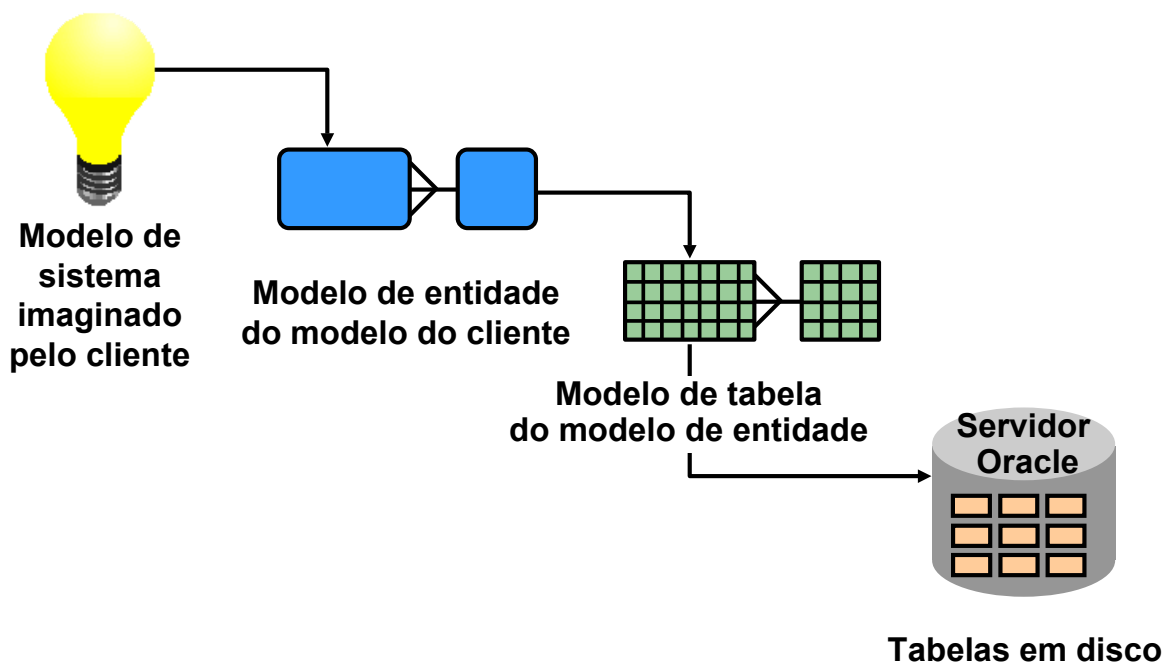 Modelo de
sistema
imaginado
pelo cliente
Modelo de entidade
do modelo do cliente
Modelo de tabela
do modelo de entidade
Servidor
Oracle
Tabelas em disco